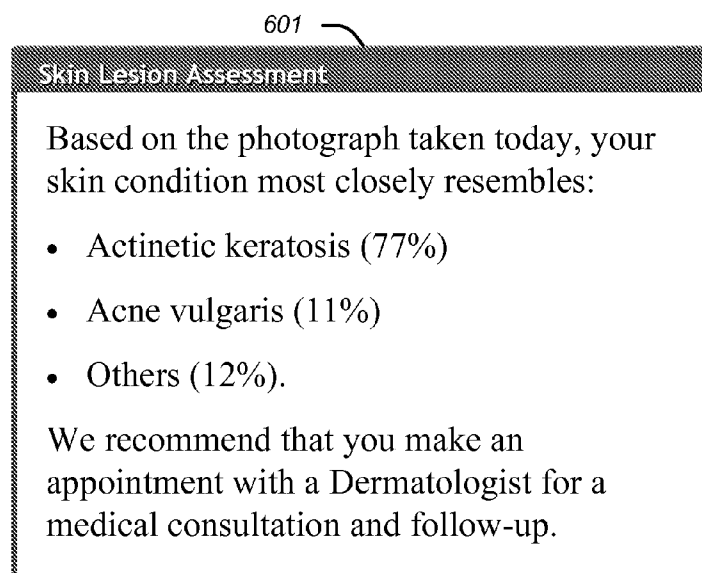 601
Skin Lesion Assessment
Based on the photograph taken today, your
skin condition most closely resembles:
• Actinetic keratosis (77%)
• Acne vulgaris (11%)
• Others (12%).
We recommend that you make an
appointment with a Dermatologist for a
medical consultation and follow-up.